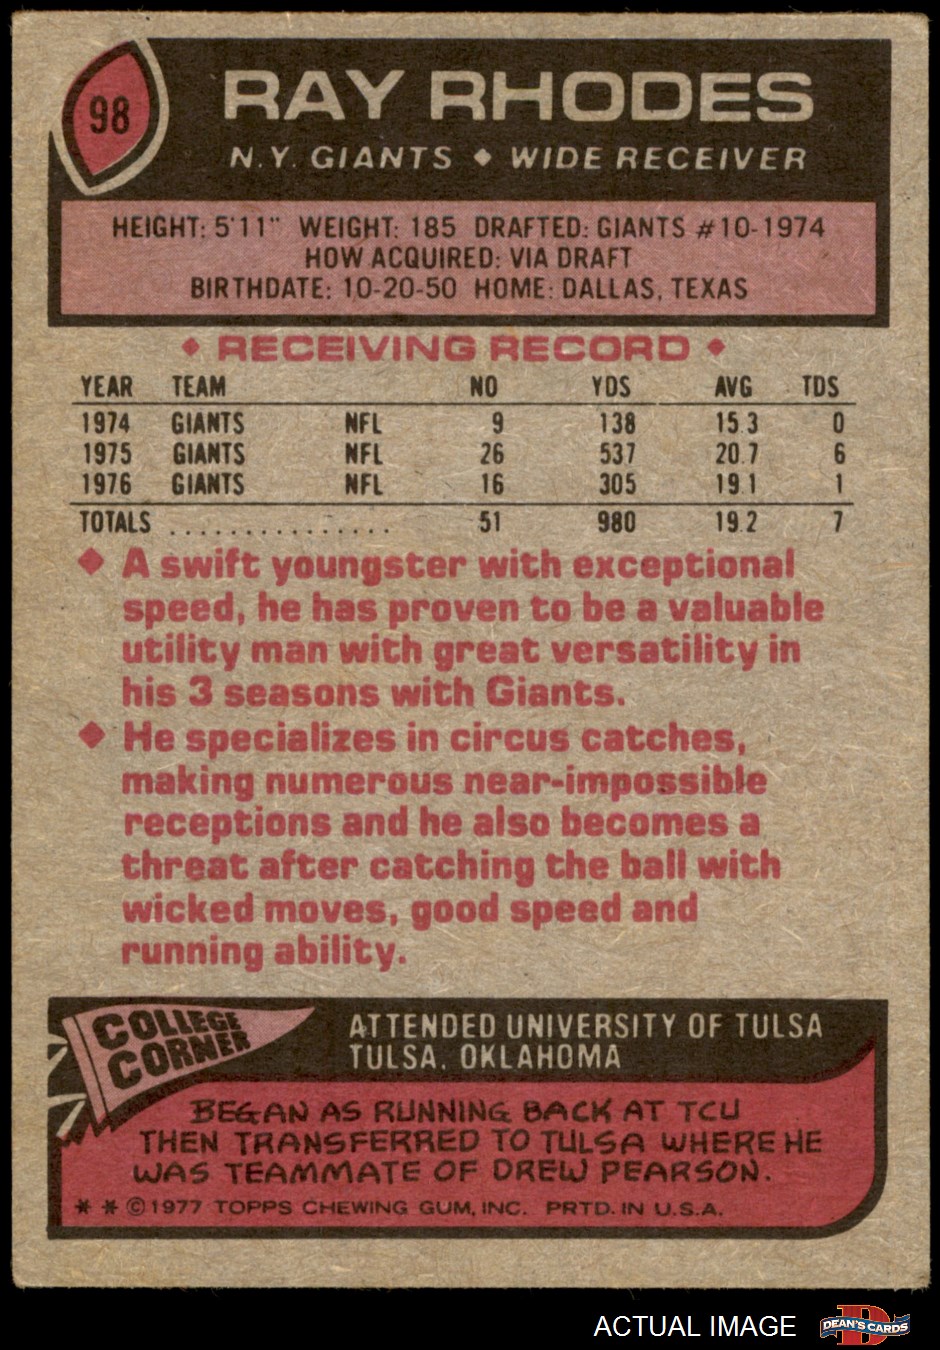 98
RAY RHODES
N.Y. GIANTS ◆ WIDE RECEIVER
HEIGHT: 5'11" WEIGHT: 185 DRAFTED: GIANTS #10-1974
HOW ACQUIRED: VIA DRAFT
BIRTHDATE: 10-20-50 HOME: DALLAS, TEXAS
◆ RECEIVING RECORD ◆
YEAR TEAM NO YDS AVG TDS
1974 GIANTS NFL 9 138 15.3 0
1975 GIANTS NFL 26 537 20.7 6
1976 GIANTS NFL 16 305 19.1 1
TOTALS ............... 51 980 19.2 7
◆ A swift youngster with exceptional
speed, he has proven to be a valuable
utility man with great versatility in
his 3 seasons with Giants.
◆ He specializes in circus catches,
making numerous near-impossible
receptions and he also becomes a
threat after catching the ball with
wicked moves, good speed and
running ability.
COLLEGE
CORNER
ATTENDED UNIVERSITY OF TULSA
TULSA, OKLAHOMA
BEGAN AS RUNNING BACK AT TCU
THEN TRANSFERRED TO TULSA WHERE HE
WAS TEAMMATE OF DREW PEARSON.
* * ©1977 TOPPS CHEWING GUM, INC. PRTD. IN U.S.A.
ACTUAL IMAGE
DEAN'S CARDS